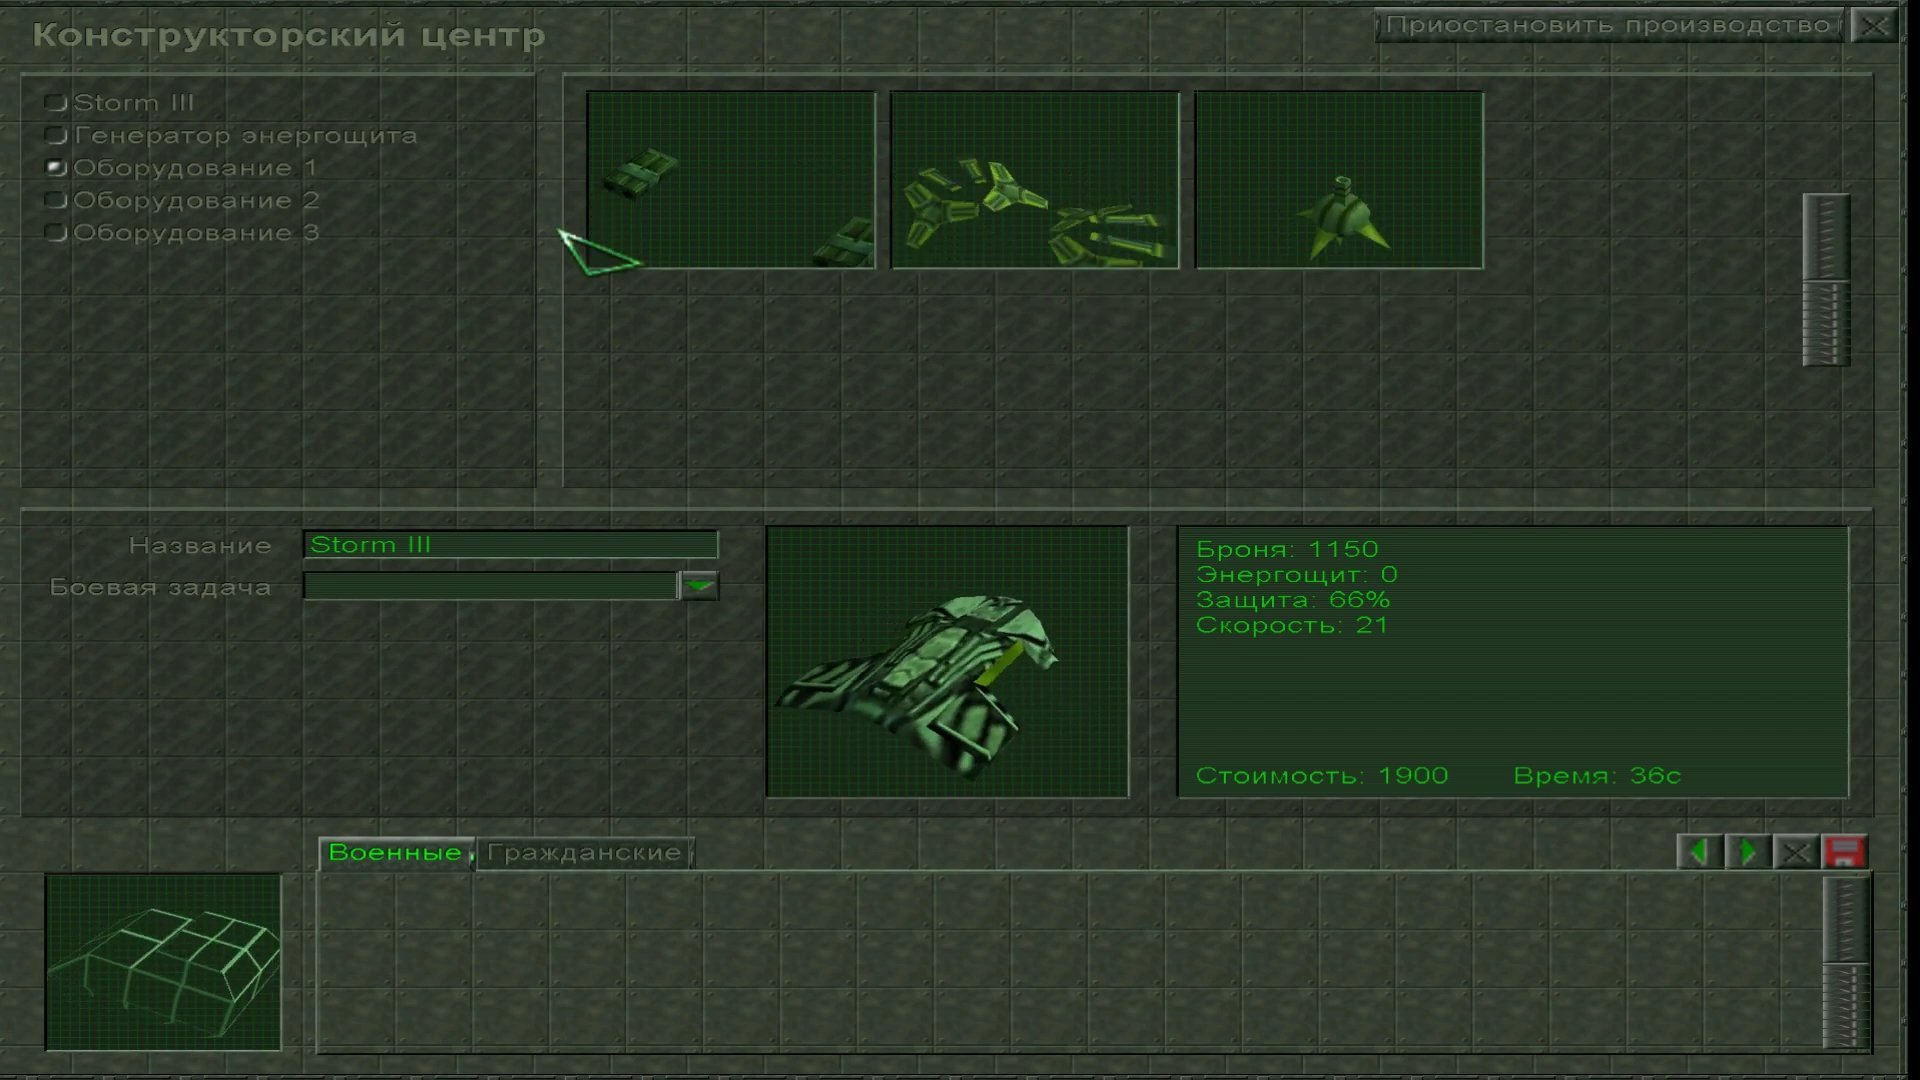 Конструкторский центр
Приостановить производство
Storm III
Генератор энергощита
Оборудование 1
Оборудование 2
Оборудование 3
Название
Storm III
Боевая задача
Броня: 1150
Энергощит: 0
Защита: 66%
Скорость: 21
Стоимость: 1900 Время: 36с
Военные
Гражданские